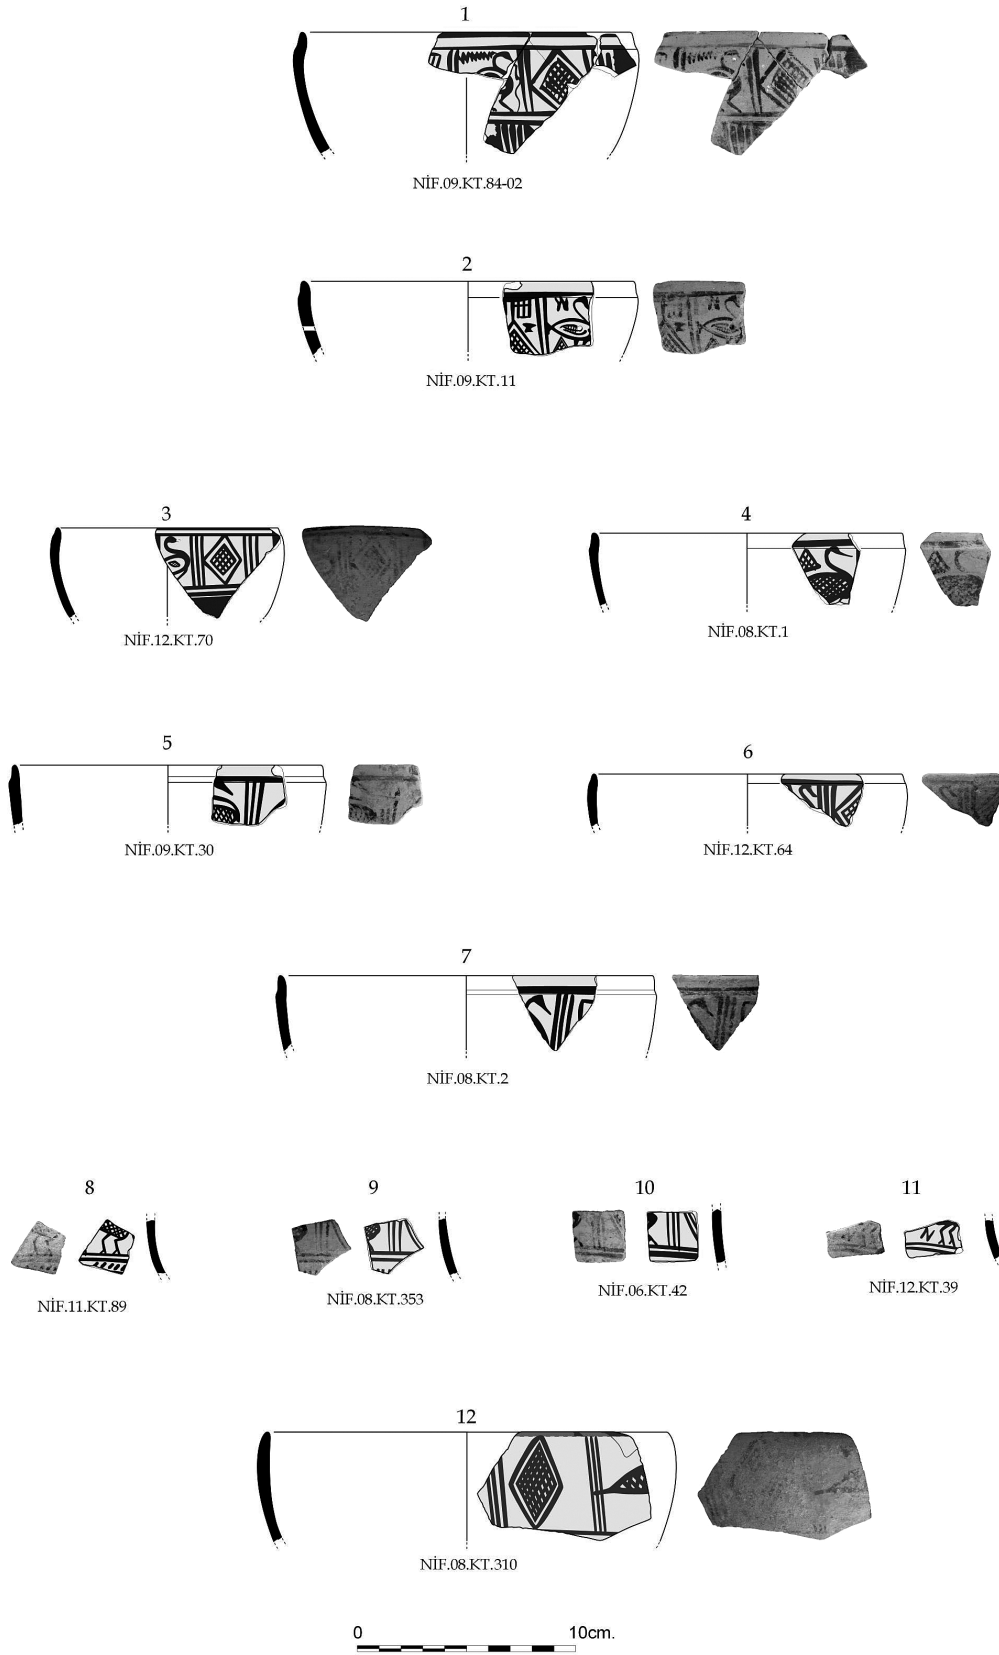 1
NİF.09.KT.84-02
2
NİF.09.KT.11
3
NİF.12.KT.70
4
NİF.08.KT.1
5
NİF.09.KT.30
6
NİF.12.KT.64
7
NİF.08.KT.2
8
NİF.11.KT.89
9
NİF.08.KT.353
10
NİF.06.KT.42
11
NİF.12.KT.39
12
NİF.08.KT.310
0 10cm.